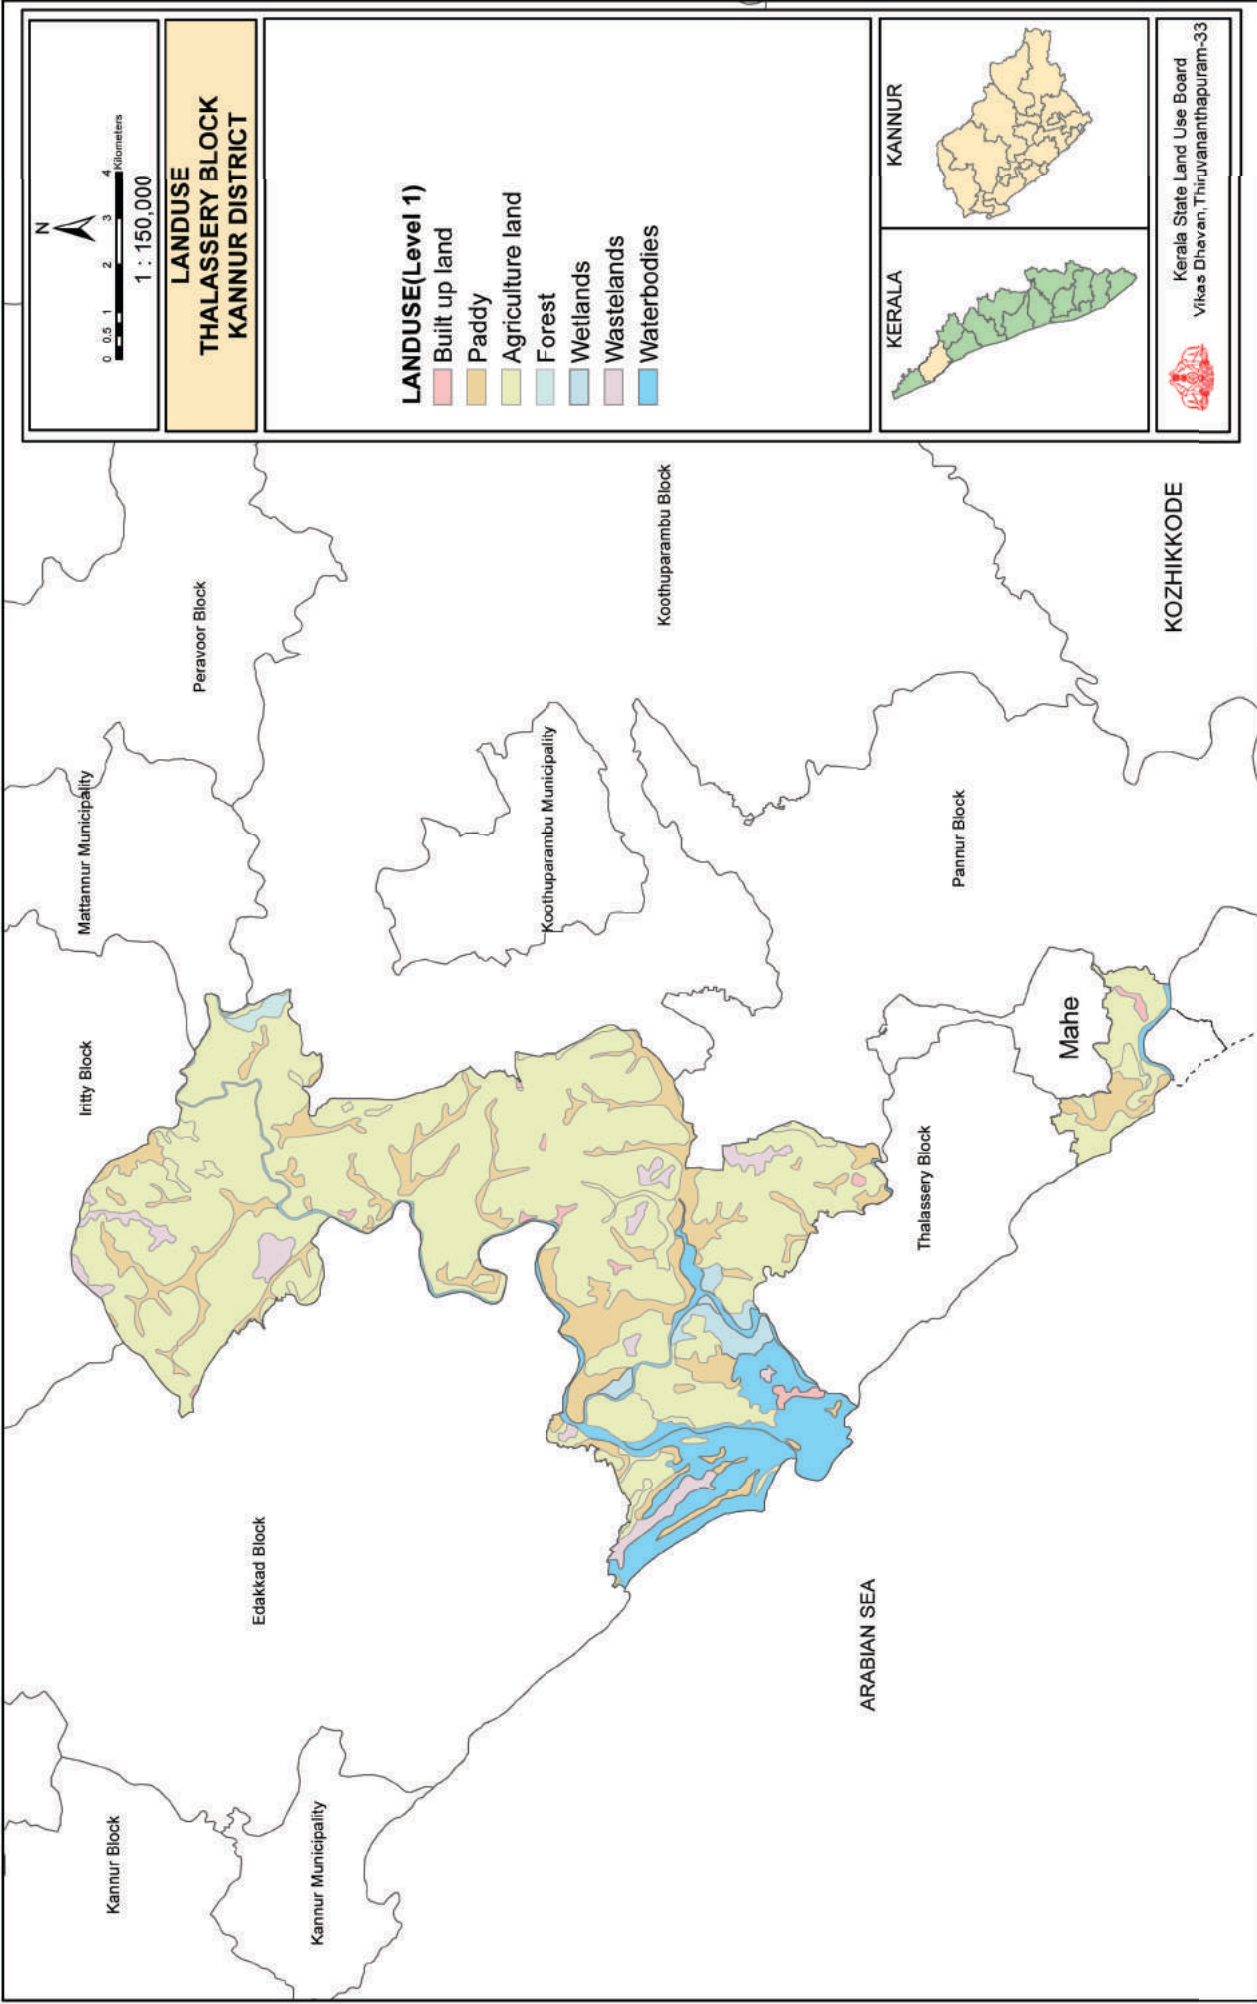 Kannur Block
Kannur Municipality
Edakkad Block
Iritty Block
Mattannur Municipality
Peravoor Block
Koothuparambu Municipality
Koothuparambu Block
Pannur Block
Thalassery Block
Mahe
KOZHIKKODE
ARABIAN SEA
N
0 0.5 1 2 3 4
Kilometers
1 : 150,000
LANDUSE
THALASSERY BLOCK
KANNUR DISTRICT
LANDUSE(Level 1)
Built up land
Paddy
Agriculture land
Forest
Wetlands
Wastelands
Waterbodies
KERALA
KANNUR
Kerala State Land Use Board
Vikas Bhavan, Thiruvananthapuram-33